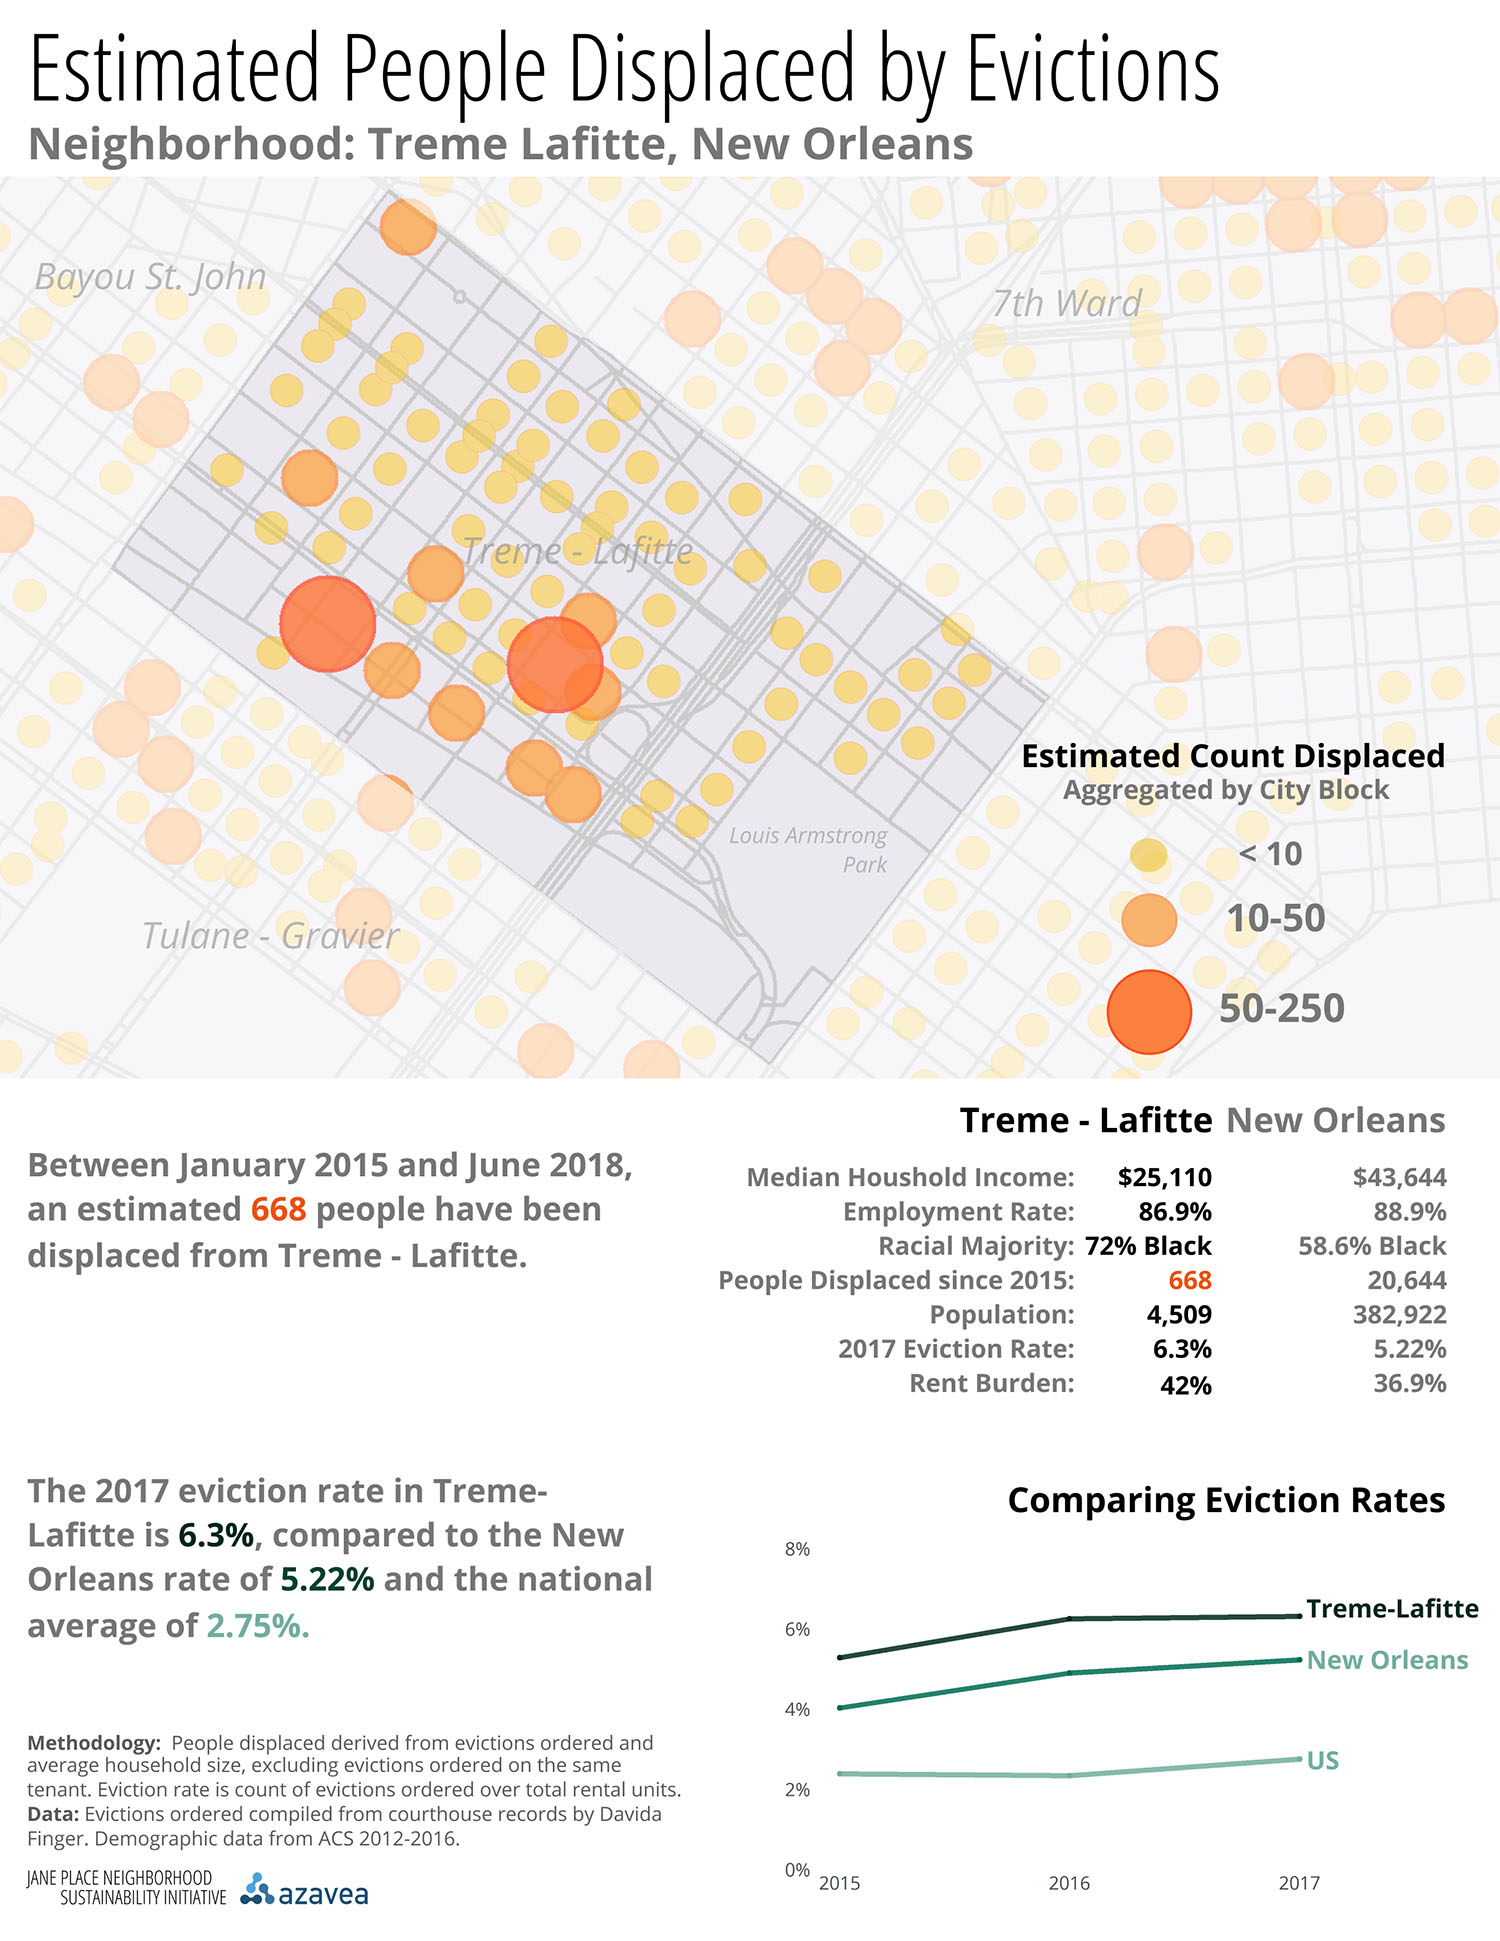 Estimated People Displaced by Evictions
Neighborhood: Treme Lafitte, New Orleans
Bayou St. John
7th Ward
Treme - Lafitte
Louis Armstrong
Park
Tulane - Gravier
Estimated Count Displaced
Aggregated by City Block
< 10
10-50
50-250
Between January 2015 and June 2018,
an estimated 668 people have been
displaced from Treme - Lafitte.
Treme - Lafitte New Orleans
Median Houshold Income: $25,110 $43,644
Employment Rate: 86.9% 88.9%
Racial Majority: 72% Black 58.6% Black
People Displaced since 2015: 668 20,644
Population: 4,509 382,922
2017 Eviction Rate: 6.3% 5.22%
Rent Burden: 42% 36.9%
The 2017 eviction rate in Treme-
Lafitte is 6.3%, compared to the New
Orleans rate of 5.22% and the national
average of 2.75%.
Comparing Eviction Rates
8%
6%
4%
2%
0%
Treme-Lafitte
New Orleans
US
2015 2016 2017
Methodology: People displaced derived from evictions ordered and
average household size, excluding evictions ordered on the same
tenant. Eviction rate is count of evictions ordered over total rental units.
Data: Evictions ordered compiled from courthouse records by Davida
Finger. Demographic data from ACS 2012-2016.
JANE PLACE NEIGHBORHOOD
SUSTAINABILITY INITIATIVE
azavea